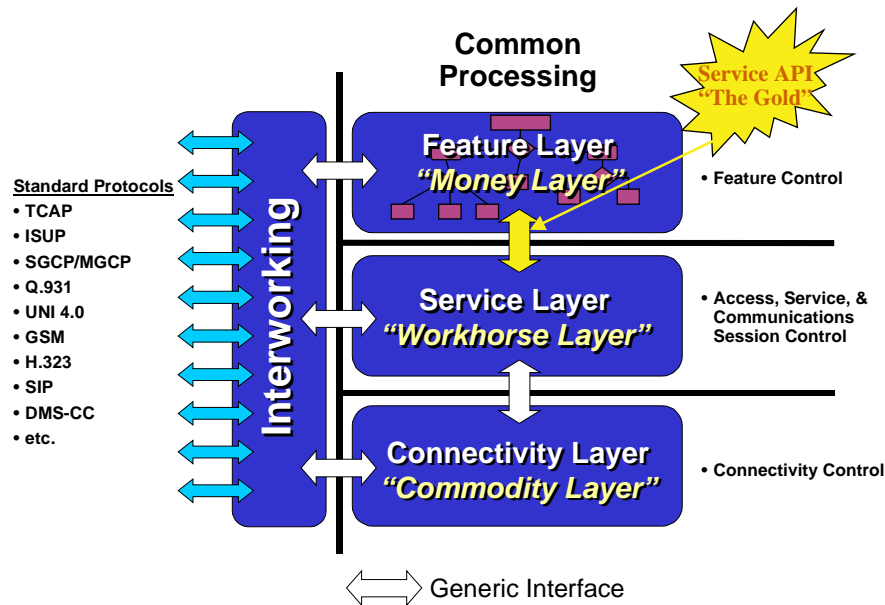 Common
Processing
Service API
“The Gold”
Standard Protocols
• TCAP
• ISUP
• SGCP/MGCP
• Q.931
• UNI 4.0
• GSM
• H.323
• SIP
• DMS-CC
• etc.
Interworking
Feature Layer
“Money Layer”
• Feature Control
Service Layer
“Workhorse Layer”
• Access, Service, &
Communications
Session Control
Connectivity Layer
“Commodity Layer”
• Connectivity Control
Generic Interface